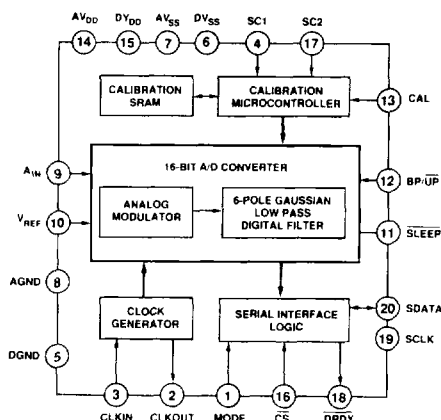 AVDD DYDD AVSS DVSS SC1 SC2
14 15 7 6 4 17
CALIBRATION SRAM
CALIBRATION MICROCONTROLLER
13 CAL
16-BIT A/D CONVERTER
AIN 9
12 BP/UP
ANALOG MODULATOR
6-POLE GAUSSIAN LOW PASS DIGITAL FILTER
VREF 10
11 SLEEP
AGND 8
CLOCK GENERATOR
SERIAL INTERFACE LOGIC
20 SDATA
19 SCLK
DGND 5
3 2 1 16 18
CLKIN CLKOUT MODE CS DRDY